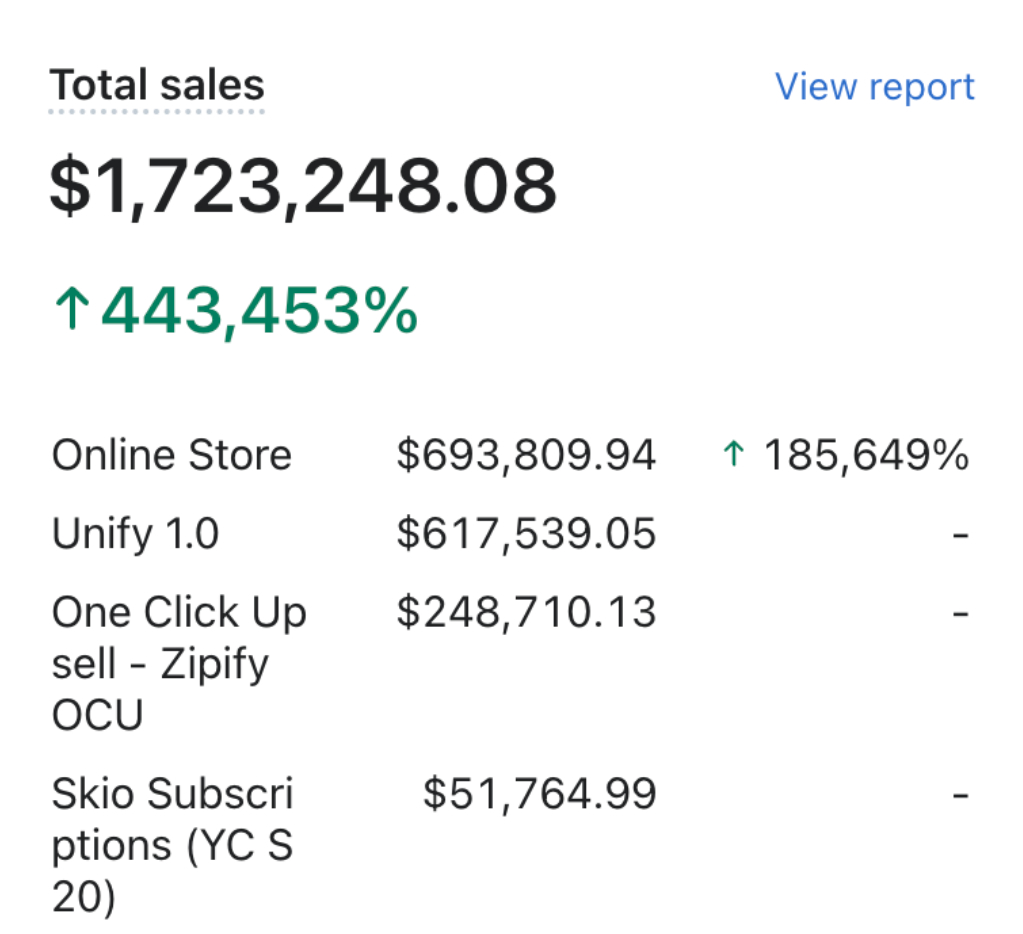 Total sales
View report
$1,723,248.08
↑443,453%
Online Store $693,809.94 ↑ 185,649%
Unify 1.0 $617,539.05 -
One Click Up $248,710.13 -
sell - Zipify
OCU
Skio Subscri $51,764.99 -
ptions (YC S
20)